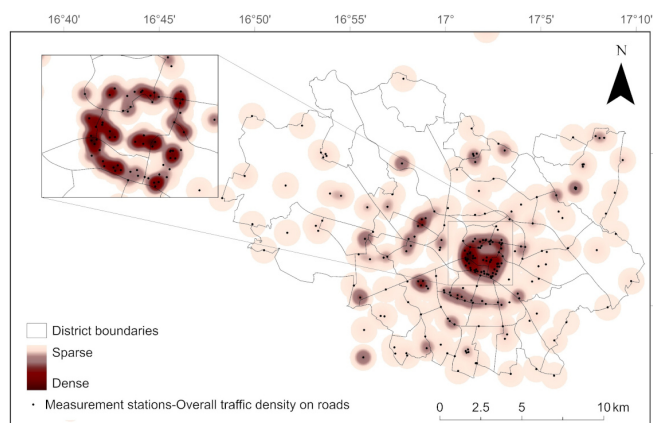 16°40' 16°45' 16°50' 16°55' 17° 17°5' 17°10'
N
District boundaries
Sparse
Dense
Measurement stations-Overall traffic density on roads
0 2.5 5 10 km